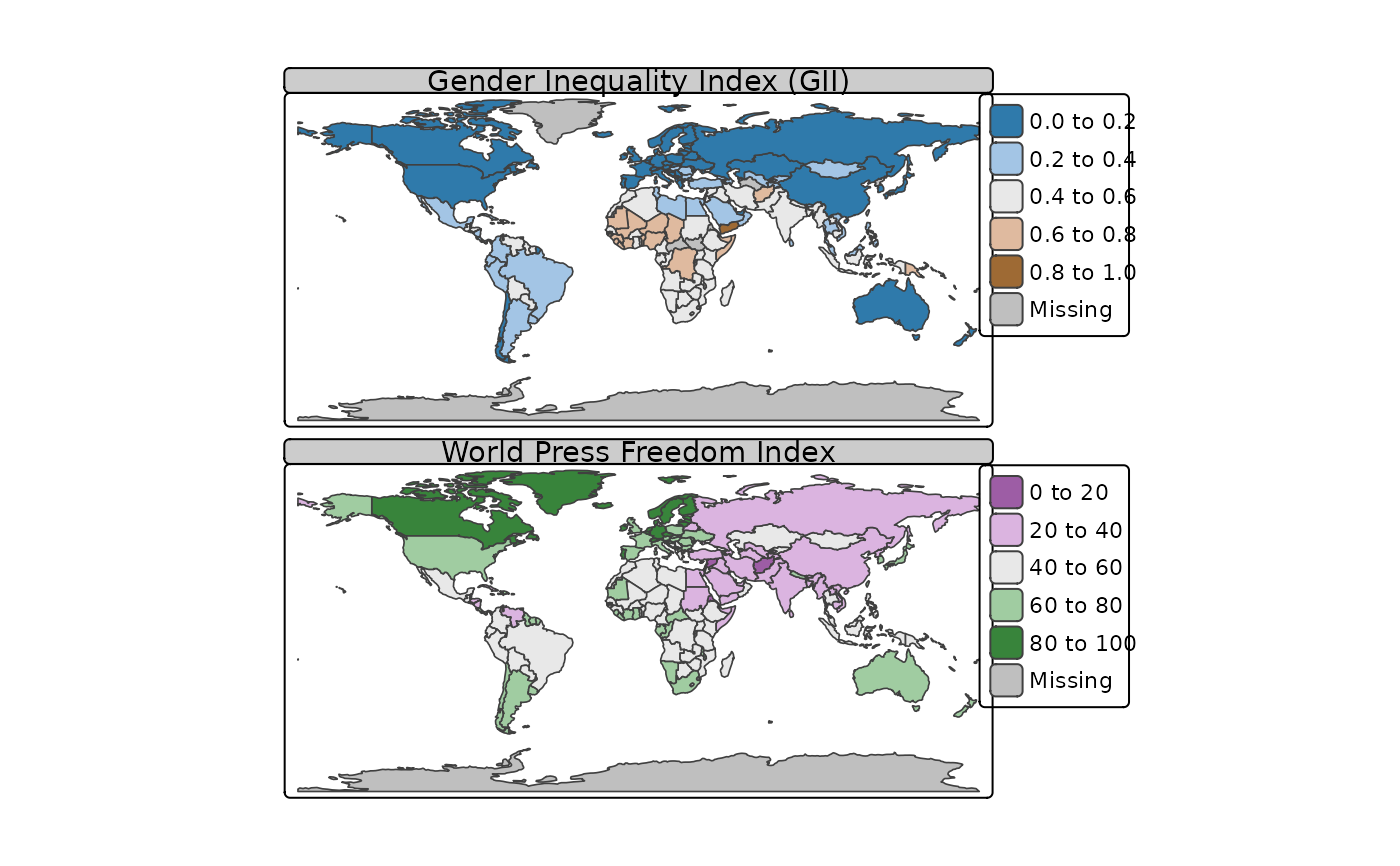 Gender Inequality Index (GII)
0.0 to 0.2
0.2 to 0.4
0.4 to 0.6
0.6 to 0.8
0.8 to 1.0
Missing
World Press Freedom Index
0 to 20
20 to 40
40 to 60
60 to 80
80 to 100
Missing